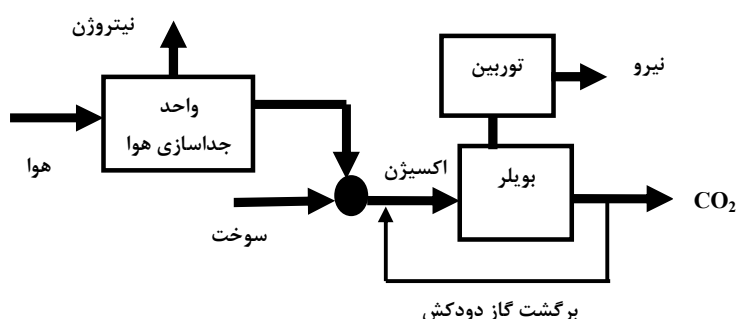 نیتروژن
توربین
نیرو
واحد
جداسازی هوا
هوا
اکسیژن
بویلر
CO₂
سوخت
برگشت گاز دودکش